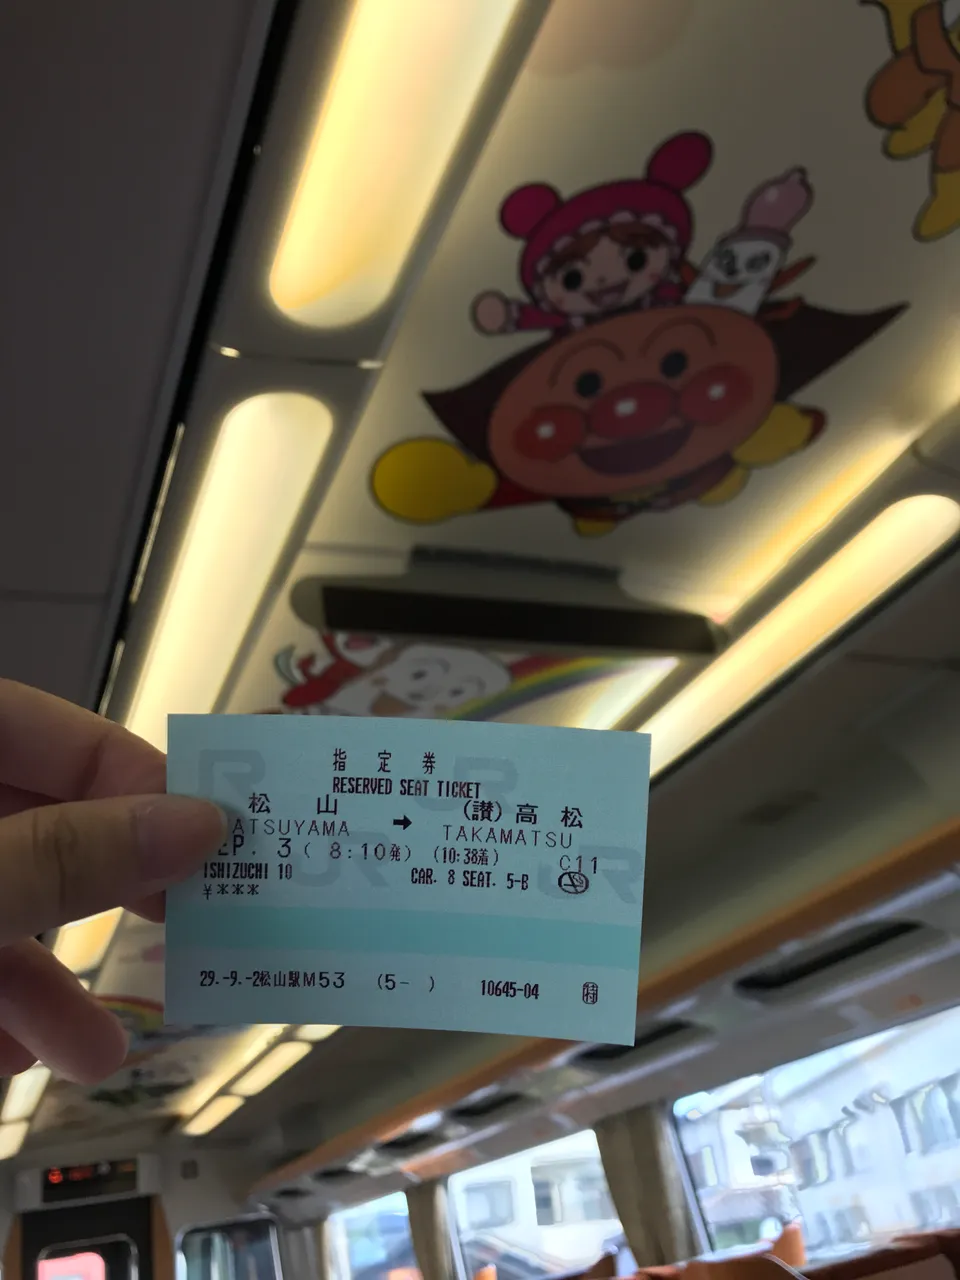 指定券
RESERVED SEAT TICKET
松山 → (讃)高松
ATSUYAMA TAKAMATSU
EP. 3 ( 8:10発) (10:38着) C11
ISHIZUCHI 10 CAR. 8 SEAT. 5-B
¥***
29.-9.-2松山駅M53 (5- ) 10645-04 特